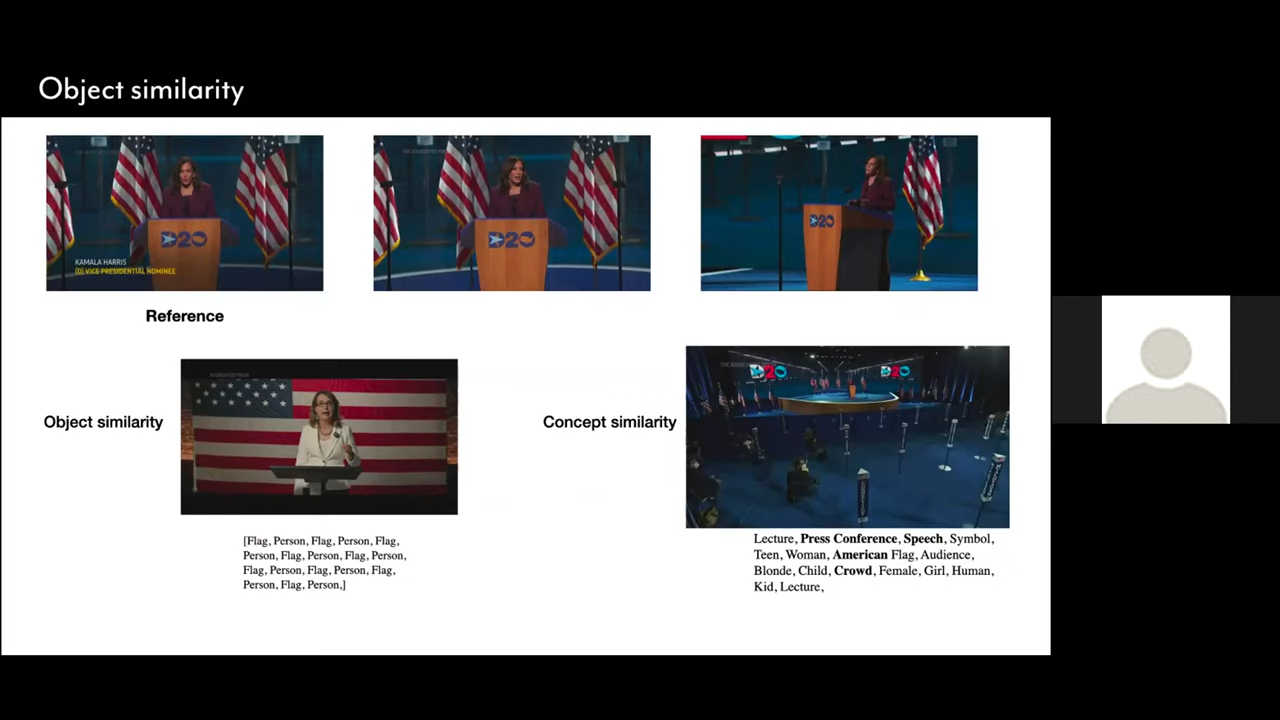 Object similarity
KAMALA HARRIS
(D) VICE PRESIDENTIAL NOMINEE
D20
D20
D20
Reference
Object similarity
Concept similarity
D20
D20
[Flag, Person, Flag, Person, Flag,
Person, Flag, Person, Flag, Person,
Flag, Person, Flag, Person, Flag,
Person, Flag, Person,]
Lecture, Press Conference, Speech, Symbol,
Teen, Woman, American Flag, Audience,
Blonde, Child, Crowd, Female, Girl, Human,
Kid, Lecture,